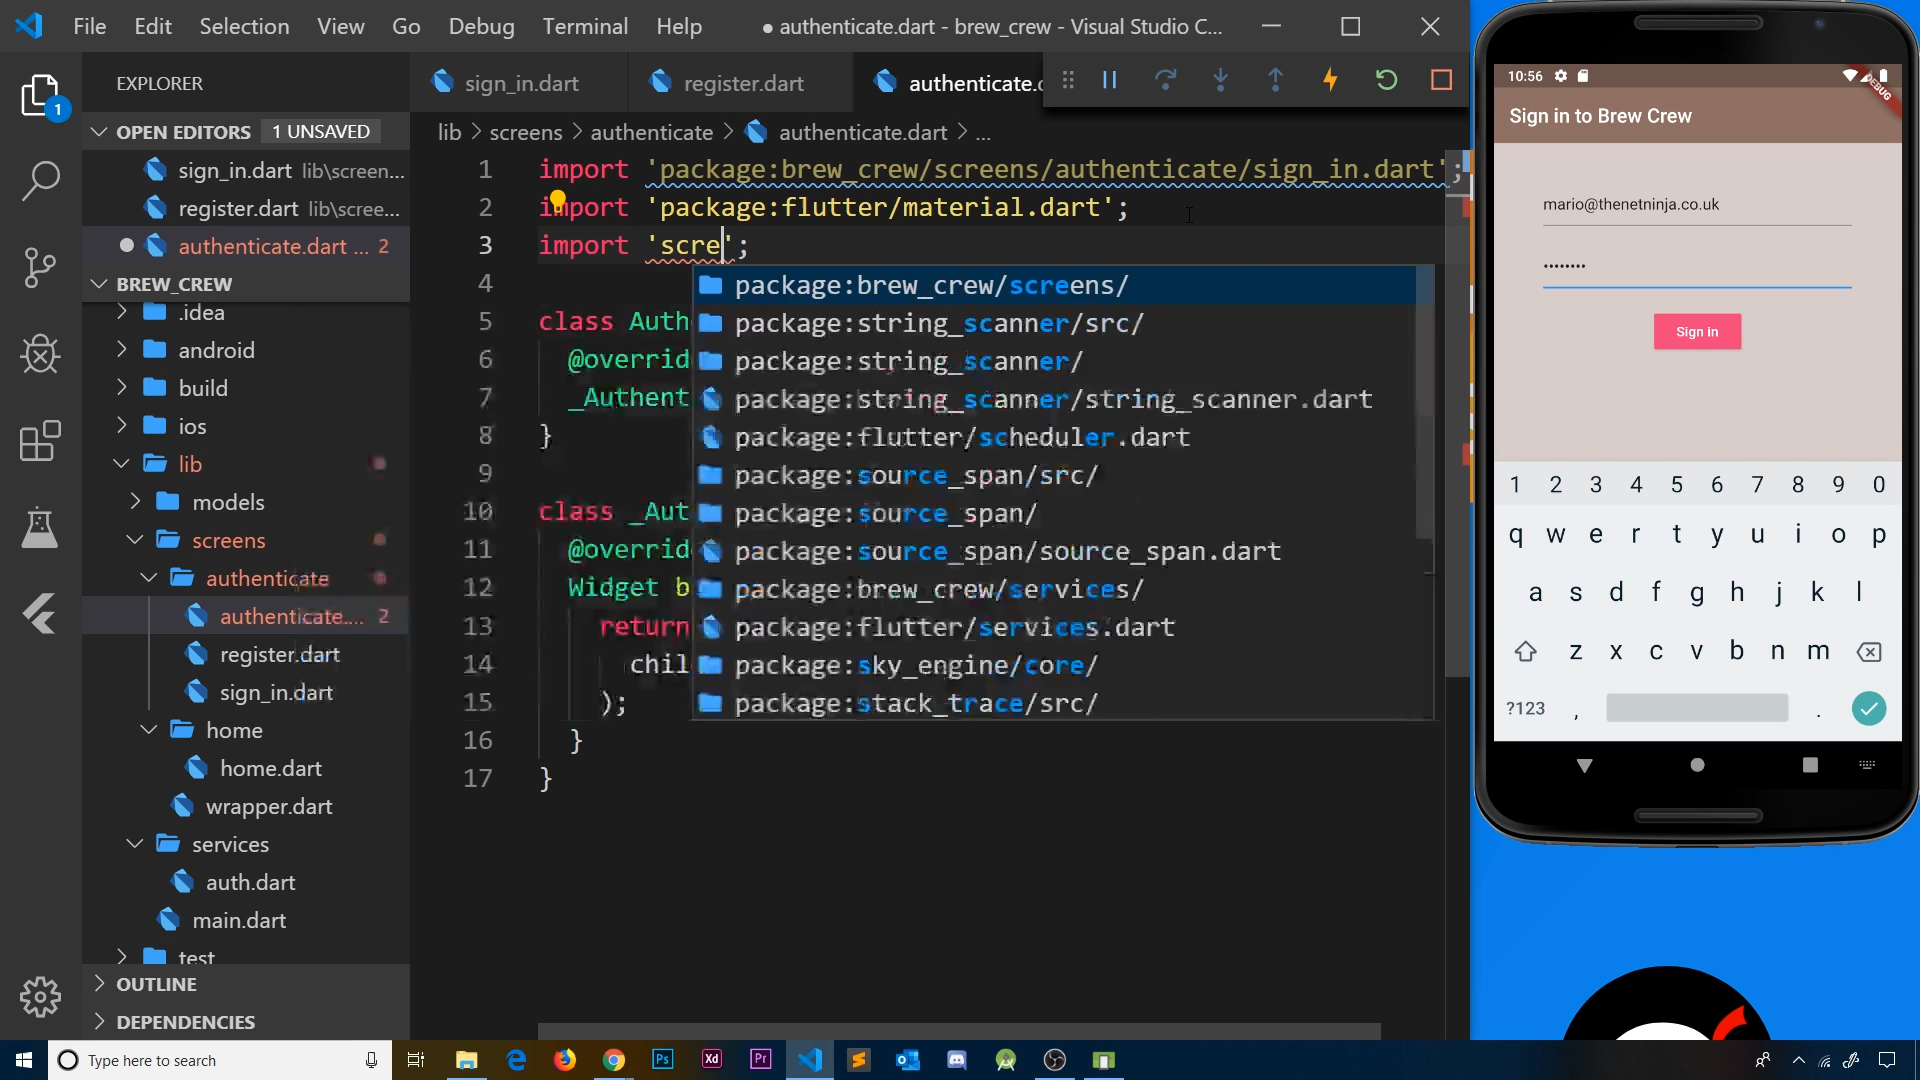 File Edit Selection View Go Debug Terminal Help ● authenticate.dart - brew_crew - Visual Studio C...
EXPLORER
OPEN EDITORS 1 UNSAVED
sign_in.dart lib\screen...
register.dart lib\scree...
authenticate.dart ... 2
BREW_CREW
.idea
android
build
ios
lib
models
screens
authenticate
authenticate.... 2
register.dart
sign_in.dart
home
home.dart
wrapper.dart
services
auth.dart
main.dart
test
OUTLINE
DEPENDENCIES
1
sign_in.dart register.dart authenticate.
lib > screens > authenticate > authenticate.dart > ...
1 import 'package:brew_crew/screens/authenticate/sign_in.dart';
2 import 'package:flutter/material.dart';
3 import 'scre';
4
5 class Auth
6 @overrid
7 _Authent
8 }
9
10 class _Aut
11 @overrid
12 Widget b
13 return
14 chil
15 );
16 }
17 }
package:brew_crew/screens/
package:string_scanner/src/
package:string_scanner/
package:string_scanner/string_scanner.dart
package:flutter/scheduler.dart
package:source_span/src/
package:source_span/
package:source_span/source_span.dart
package:brew_crew/services/
package:flutter/services.dart
package:sky_engine/core/
package:stack_trace/src/
10:56
DEBUG
Sign in to Brew Crew
mario@thenetninja.co.uk
••••••••
Sign in
1 2 3 4 5 6 7 8 9 0
q w e r t y u i o p
a s d f g h j k l
z x c v b n m
?123 , .
Type here to search
Ps Xd Pr